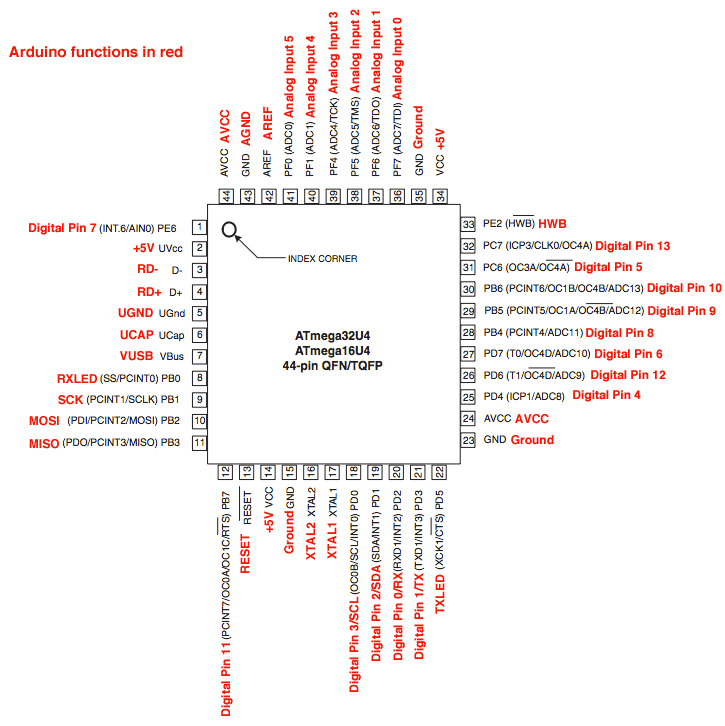 Arduino functions in red
AVCC AVCC
GND AGND
AREF AREF
PF0 (ADC0) Analog Input 5
PF1 (ADC1) Analog Input 4
PF4 (ADC4/TCK) Analog Input 3
PF5 (ADC5/TMS) Analog Input 2
PF6 (ADC6/TDO) Analog Input 1
PF7 (ADC7/TDI) Analog Input 0
GND Ground
VCC +5V
44 43 42 41 40 39 38 37 36 35 34
Digital Pin 7 (INT.6/AIN0) PE6 1
+5V UVcc 2
RD- D- 3
RD+ D+ 4
UGND UGnd 5
UCAP UCap 6
VUSB VBus 7
RXLED (SS/PCINT0) PB0 8
SCK (PCINT1/SCLK) PB1 9
MOSI (PDI/PCINT2/MOSI) PB2 10
MISO (PDO/PCINT3/MISO) PB3 11
INDEX CORNER
ATmega32U4
ATmega16U4
44-pin QFN/TQFP
33 PE2 (HWB) HWB
32 PC7 (ICP3/CLK0/OC4A) Digital Pin 13
31 PC6 (OC3A/OC4A) Digital Pin 5
30 PB6 (PCINT6/OC1B/OC4B/ADC13) Digital Pin 10
29 PB5 (PCINT5/OC1A/OC4B/ADC12) Digital Pin 9
28 PB4 (PCINT4/ADC11) Digital Pin 8
27 PD7 (T0/OC4D/ADC10) Digital Pin 6
26 PD6 (T1/OC4D/ADC9) Digital Pin 12
25 PD4 (ICP1/ADC8) Digital Pin 4
24 AVCC AVCC
23 GND Ground
12 13 14 15 16 17 18 19 20 21 22
Digital Pin 11 (PCINT7/OC0A/OC1C/RTS) PB7
RESET RESET
+5V VCC
Ground GND
XTAL2 XTAL2
XTAL1 XTAL1
Digital Pin 3/SCL (OC0B/SCL/INT0) PD0
Digital Pin 2/SDA (SDA/INT1) PD1
Digital Pin 0/RX (RXD1/INT2) PD2
Digital Pin 1/TX (TXD1/INT3) PD3
TXLED (XCK1/CTS) PD5